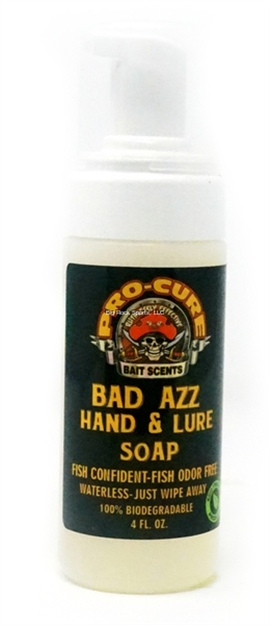 PRO-CURE
BAIT SCENTS
BAD AZZ
HAND & LURE
SOAP
FISH CONFIDENT-FISH ODOR FREE
WATERLESS-JUST WIPE AWAY
100% BIODEGRADABLE
4 FL. OZ.